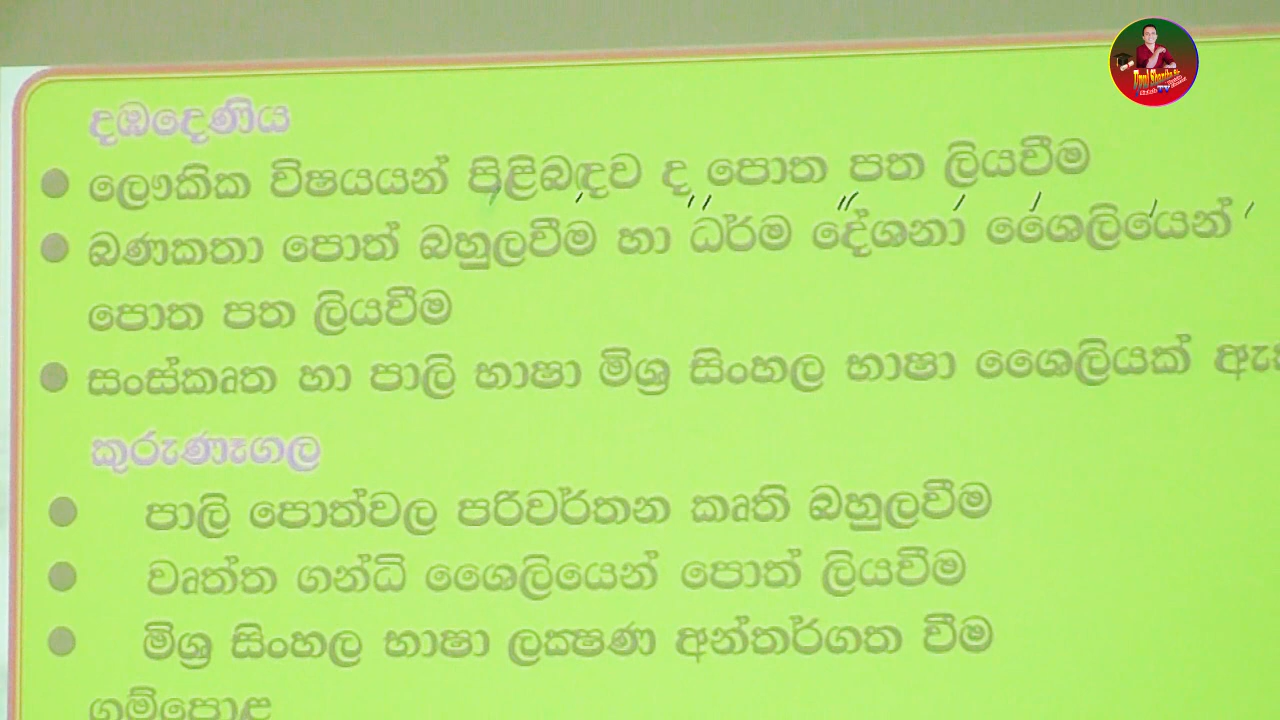 දඹදෙණිය
ලෞකික විෂයයන් පිළිබඳව ද පොත පත ලියවීම
බණකතා පොත් බහුලවීම හා ධර්ම දේශනා ශෛලියෙන්
පොත පත ලියවීම
සංස්කෘත හා පාලි භාෂා මිශ්‍ර සිංහල භාෂා ශෛලියක්
කුරුණෑගල
පාලි පොත්වල පරිවර්තන කෘති බහුලවීම
වෘත්ත ගන්ධි ශෛලියෙන් පොත් ලියවීම
මිශ්‍ර සිංහල භාෂා ලක්‍ෂණ අන්තර්ගත වීම
ගම්පොළ